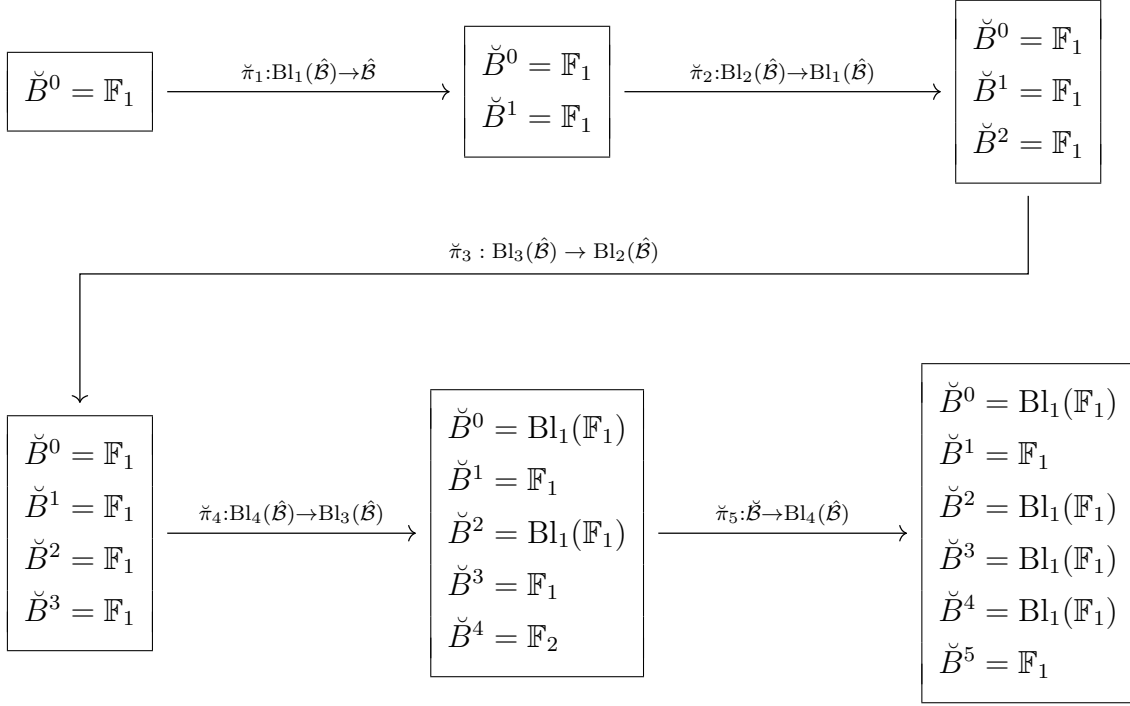 B̆⁰ = 𝔽₁
π̆₁:Bl₁(ℬ̂)→ℬ̂
B̆⁰ = 𝔽₁
B̆¹ = 𝔽₁
π̆₂:Bl₂(ℬ̂)→Bl₁(ℬ̂)
B̆⁰ = 𝔽₁
B̆¹ = 𝔽₁
B̆² = 𝔽₁
π̆₃ : Bl₃(ℬ̂) → Bl₂(ℬ̂)
B̆⁰ = 𝔽₁
B̆¹ = 𝔽₁
B̆² = 𝔽₁
B̆³ = 𝔽₁
π̆₄:Bl₄(ℬ̂)→Bl₃(ℬ̂)
B̆⁰ = Bl₁(𝔽₁)
B̆¹ = 𝔽₁
B̆² = Bl₁(𝔽₁)
B̆³ = 𝔽₁
B̆⁴ = 𝔽₂
π̆₅:ℬ̆→Bl₄(ℬ̂)
B̆⁰ = Bl₁(𝔽₁)
B̆¹ = 𝔽₁
B̆² = Bl₁(𝔽₁)
B̆³ = Bl₁(𝔽₁)
B̆⁴ = Bl₁(𝔽₁)
B̆⁵ = 𝔽₁